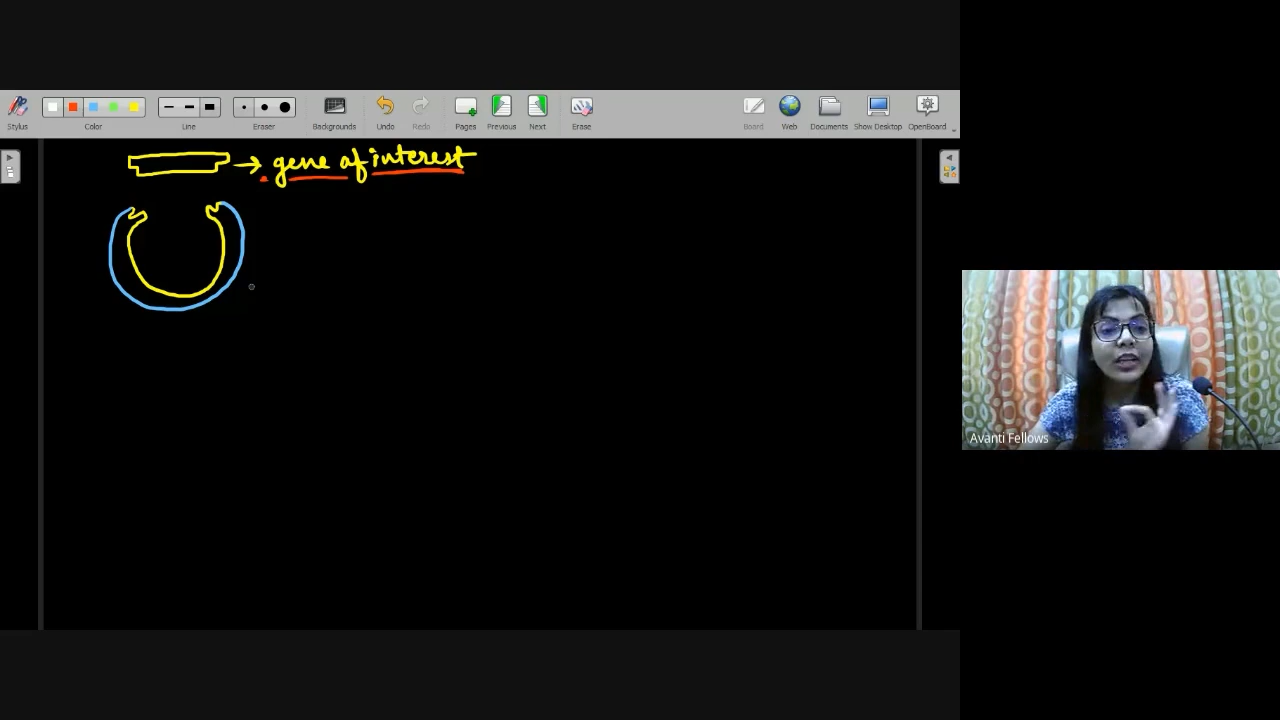 Stylus
Color
Line
Eraser
Backgrounds
Undo
Redo
Pages
Previous
Next
Erase
Board
Web
Documents
Show Desktop
OpenBoard
→ gene of interest
Avanti Fellows